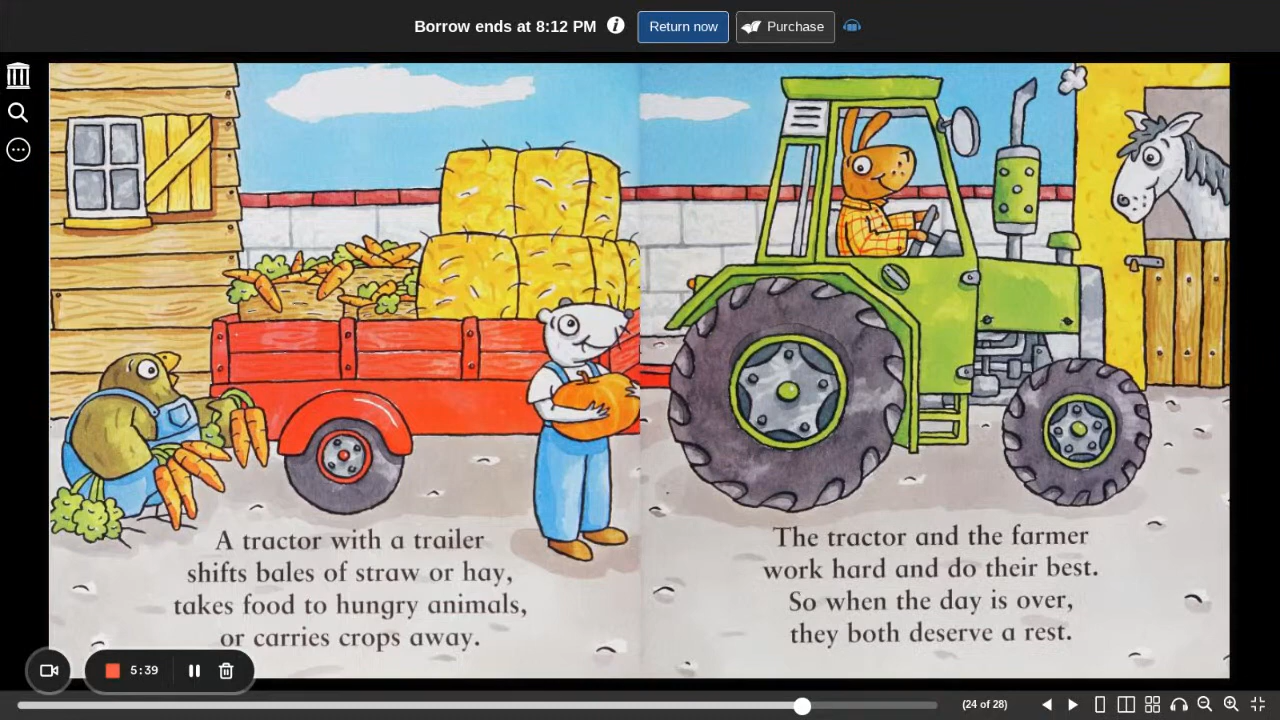 Borrow ends at 8:12 PM
Return now
Purchase
A tractor with a trailer
shifts bales of straw or hay,
takes food to hungry animals,
or carries crops away.
The tractor and the farmer
work hard and do their best.
So when the day is over,
they both deserve a rest.
5:39
(24 of 28)